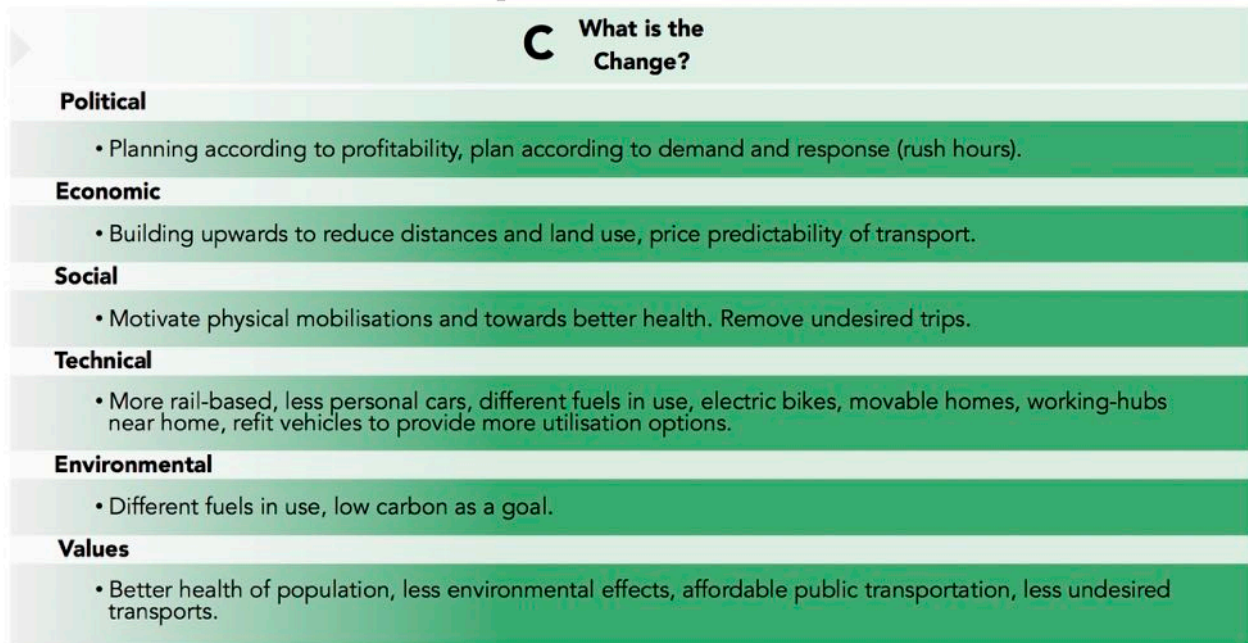 C What is the
Change?
Political
• Planning according to profitability, plan according to demand and response (rush hours).
Economic
• Building upwards to reduce distances and land use, price predictability of transport.
Social
• Motivate physical mobilisations and towards better health. Remove undesired trips.
Technical
• More rail-based, less personal cars, different fuels in use, electric bikes, movable homes, working-hubs
near home, refit vehicles to provide more utilisation options.
Environmental
• Different fuels in use, low carbon as a goal.
Values
• Better health of population, less environmental effects, affordable public transportation, less undesired
transports.